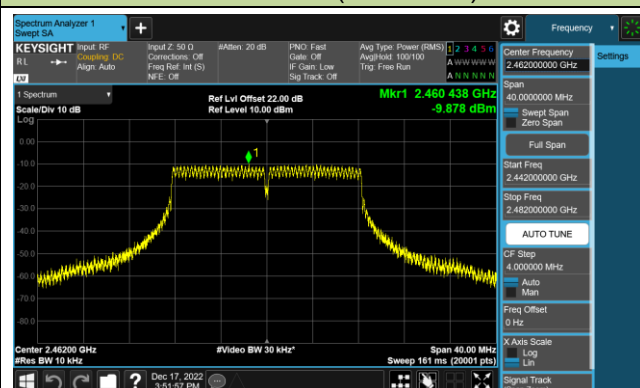 Spectrum Analyzer 1
Swept SA
Frequency
KEYSIGHT
R L
Input: RF
Coupling: DC
Align: Auto
Input Z: 50 Ω
Corrections: Off
Freq Ref: Int (S)
NFE: Off
#Atten: 20 dB
PNO: Fast
Gate: Off
IF Gain: Low
Sig Track: Off
Avg Type: Power (RMS)
Avg|Hold: 100/100
Trig: Free Run
1 2 3 4 5 6
A W W W W W
A N N N N N
LXI
1 Spectrum
Scale/Div 10 dB
Log
Ref Lvl Offset 22.00 dB
Ref Level 10.00 dBm
Mkr1 2.460 438 GHz
-9.878 dBm
0.00
-10.0
-20.0
-30.0
-40.0
-50.0
-60.0
-70.0
-80.0
1
Center 2.46200 GHz
#Res BW 10 kHz
#Video BW 30 kHz*
Span 40.00 MHz
Sweep 161 ms (20001 pts)
Dec 17, 2022
3:51:57 PM
Settings
Center Frequency
2.462000000 GHz
Span
40.0000000 MHz
Swept Span
Zero Span
Full Span
Start Freq
2.442000000 GHz
Stop Freq
2.482000000 GHz
AUTO TUNE
CF Step
4.000000 MHz
Auto
Man
Freq Offset
0 Hz
X Axis Scale
Log
Lin
Signal Track